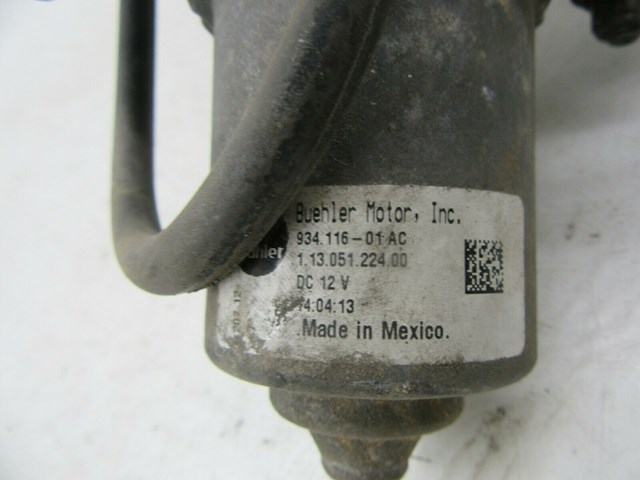 Buehler Motor, Inc.
934.116-01 AC
1.13.051.224.00
DC 12 V
:04:13
Made in Mexico.